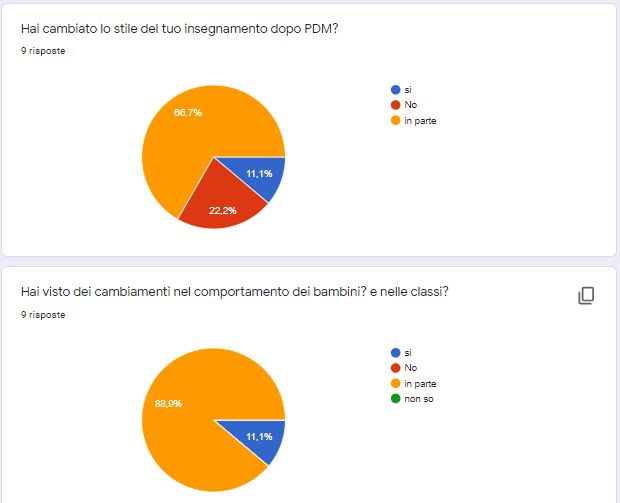 Hai cambiato lo stile del tuo insegnamento dopo PDM?
9 risposte
66,7%
11,1%
22,2%
si
No
in parte
Hai visto dei cambiamenti nel comportamento dei bambini? e nelle classi?
9 risposte
88,9%
11,1%
si
No
in parte
non so